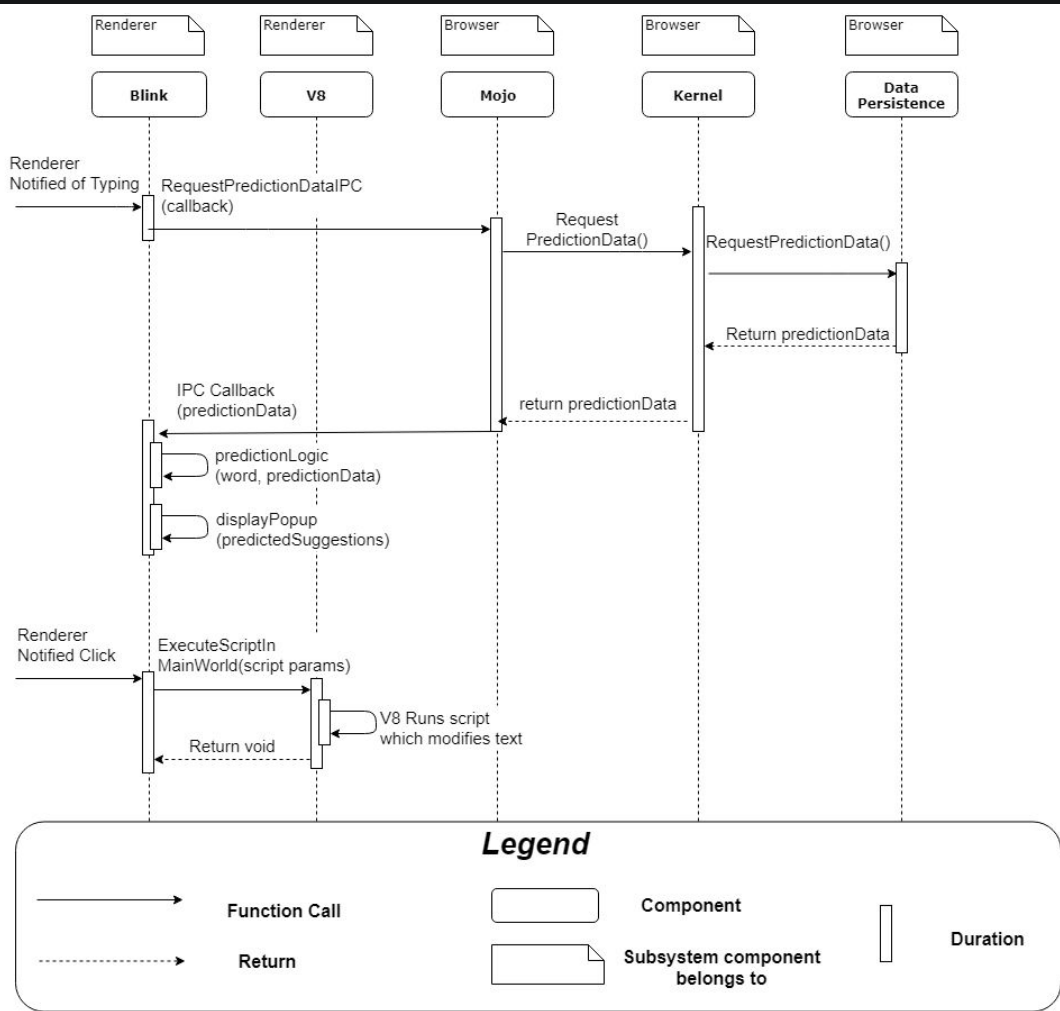 Renderer
Renderer
Browser
Browser
Browser
Blink
V8
Mojo
Kernel
Data
Persistence
Renderer
Notified of Typing
RequestPredictionDataIPC
(callback)
Request
PredictionData()
RequestPredictionData()
Return predictionData
return predictionData
IPC Callback
(predictionData)
predictionLogic
(word, predictionData)
displayPopup
(predictedSuggestions)
Renderer
Notified Click
ExecuteScriptIn
MainWorld(script params)
V8 Runs script
which modifies text
Return void
Legend
Function Call
Return
Component
Subsystem component
belongs to
Duration